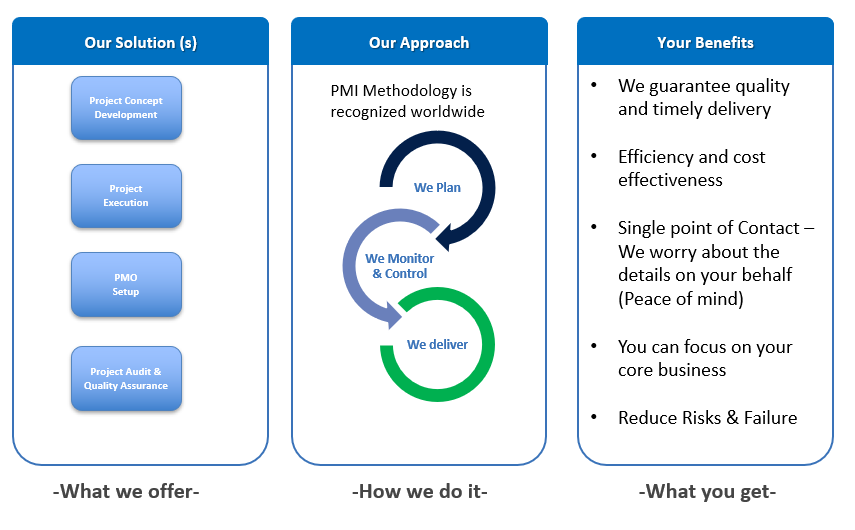 Our Solution (s)
Project Concept
Development
Project
Execution
PMO
Setup
Project Audit &
Quality Assurance
-What we offer-
Our Approach
PMI Methodology is
recognized worldwide
We Plan
We Monitor
& Control
We deliver
-How we do it-
Your Benefits
• We guarantee quality
and timely delivery
• Efficiency and cost
effectiveness
• Single point of Contact –
We worry about the
details on your behalf
(Peace of mind)
• You can focus on your
core business
• Reduce Risks & Failure
-What you get-